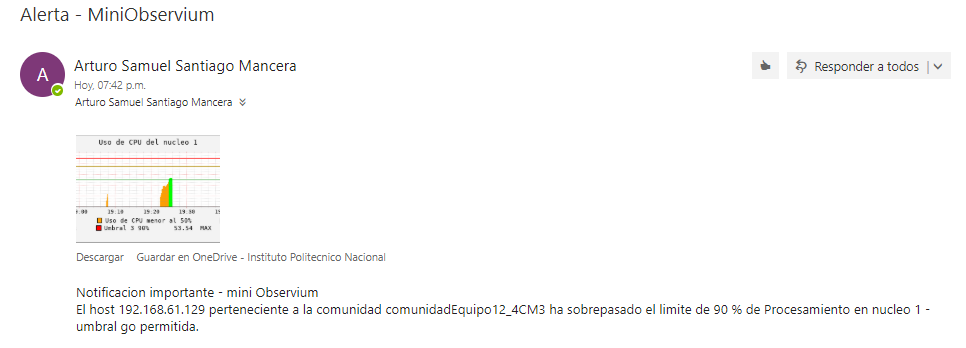 Alerta - MiniObservium
A
Arturo Samuel Santiago Mancera
Hoy, 07:42 p.m.
Arturo Samuel Santiago Mancera
Responder a todos
Uso de CPU del nucleo 1
19:10 19:20 19:30
Uso de CPU menor al 50%
Umbral 3 90% 53.54 MAX
Descargar Guardar en OneDrive - Instituto Politecnico Nacional
Notificacion importante - mini Observium
El host 192.168.61.129 perteneciente a la comunidad comunidadEquipo12_4CM3 ha sobrepasado el limite de 90 % de Procesamiento en nucleo 1 -
umbral go permitida.